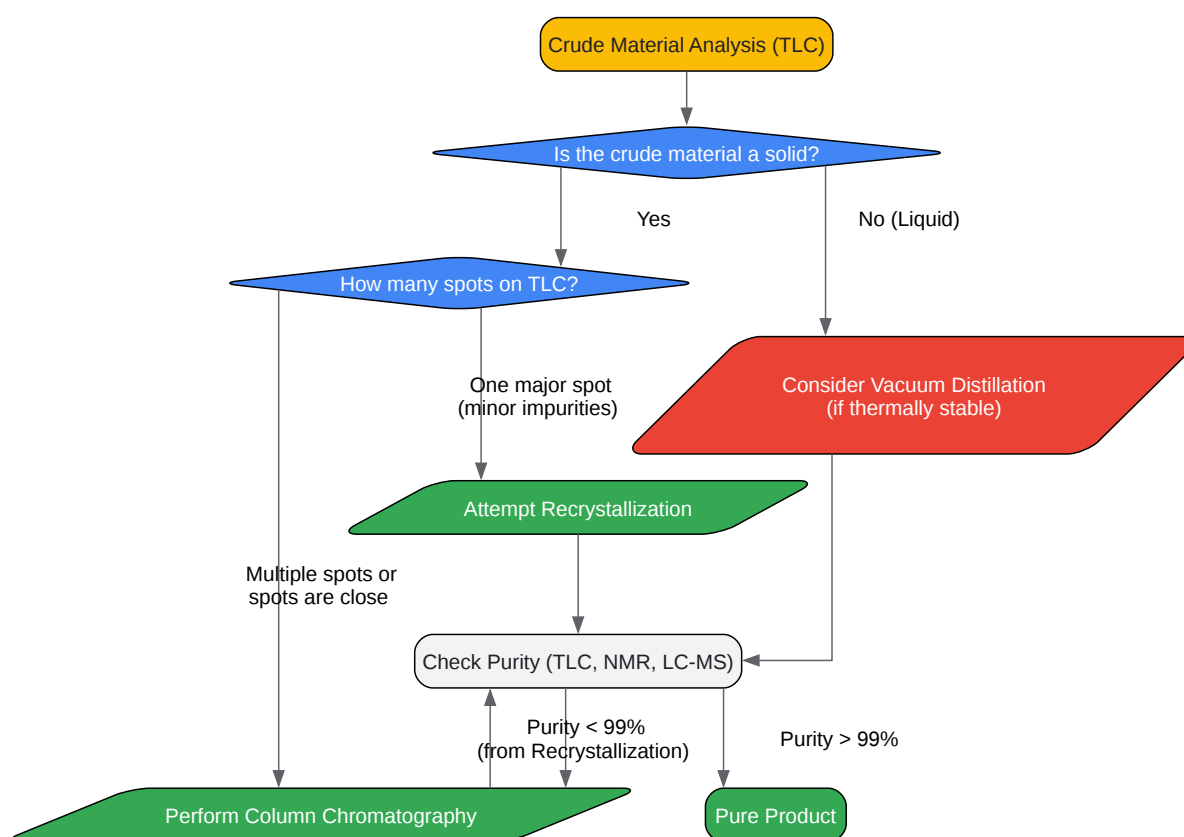 Crude Material Analysis (TLC)
Is the crude material a solid?
Yes
No (Liquid)
How many spots on TLC?
One major spot
(minor impurities)
Consider Vacuum Distillation
(if thermally stable)
Attempt Recrystallization
Multiple spots or
spots are close
Check Purity (TLC, NMR, LC-MS)
Purity < 99%
(from Recrystallization)
Purity > 99%
Perform Column Chromatography
Pure Product